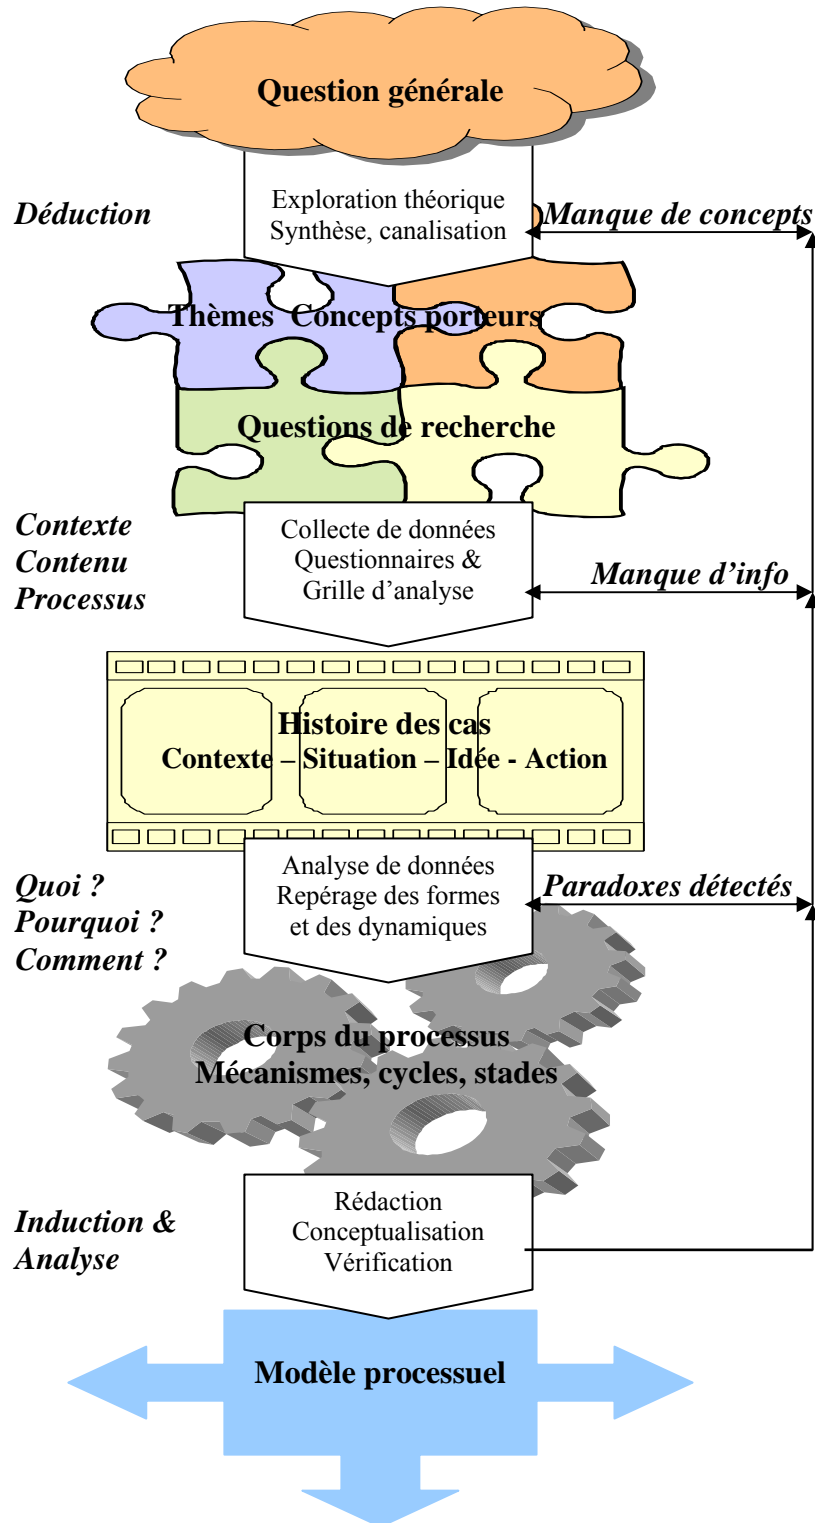 Question générale
Exploration théorique
Synthèse, canalisation
Déduction
Manque de concepts
Thèmes  Concepts porteurs
Questions de recherche
Contexte
Contenu
Processus
Collecte de données
Questionnaires &
Grille d’analyse
Manque d’info
Histoire des cas
Contexte – Situation – Idée - Action
Quoi ?
Pourquoi ?
Comment ?
Analyse de données
Repérage des formes
et des dynamiques
Paradoxes détectés
Corps du processus
Mécanismes, cycles, stades
Induction &
Analyse
Rédaction
Conceptualisation
Vérification
Modèle processuel